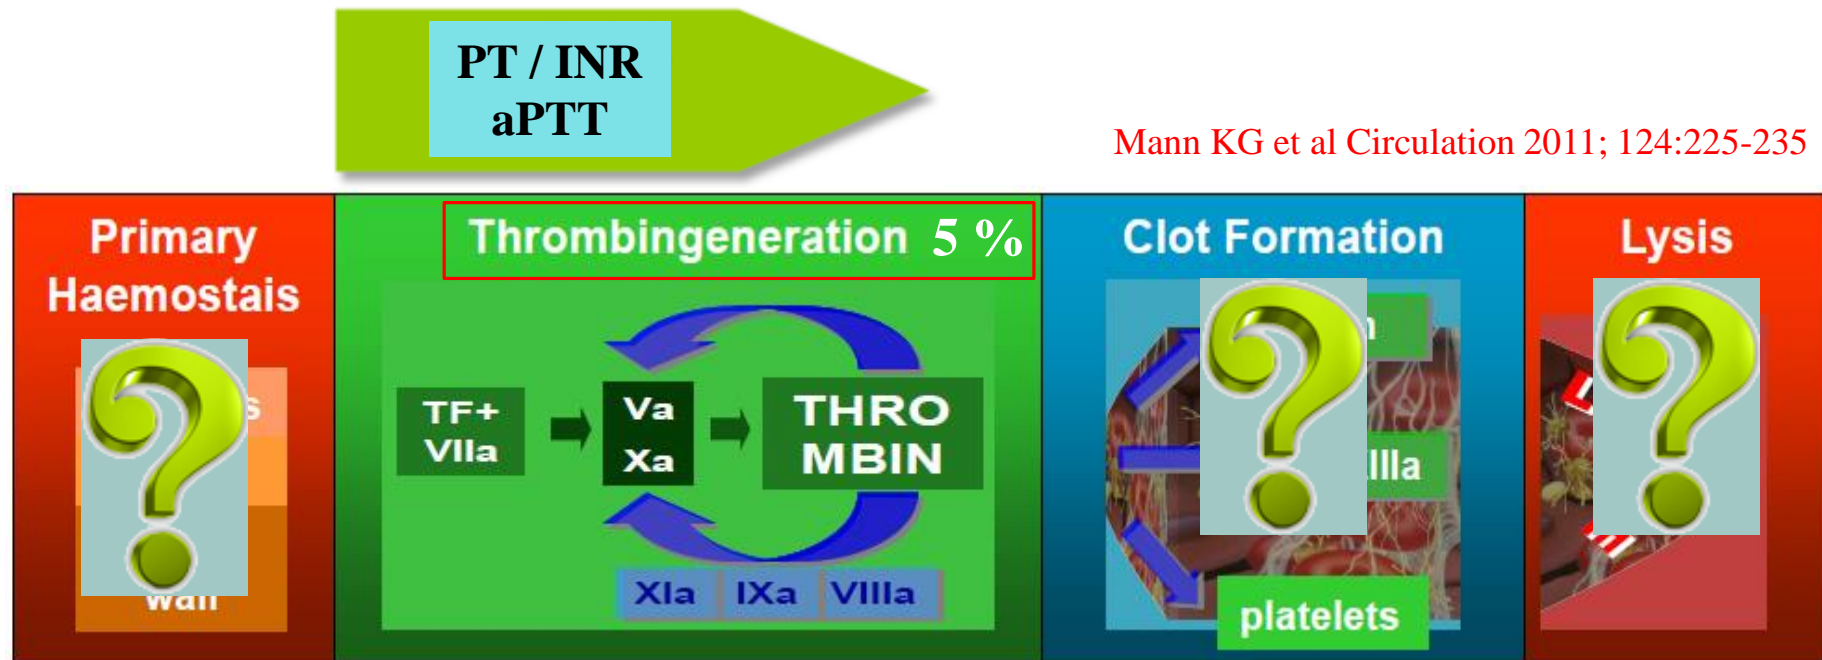 PT / INR
aPTT
Mann KG et al Circulation 2011; 124:225-235
Primary
Haemostais
Thrombingeneration 5 %
Clot Formation
Lysis
TF+
VIIa
Va
Xa
THRO
MBIN
XIa IXa VIIIa
platelets
wall